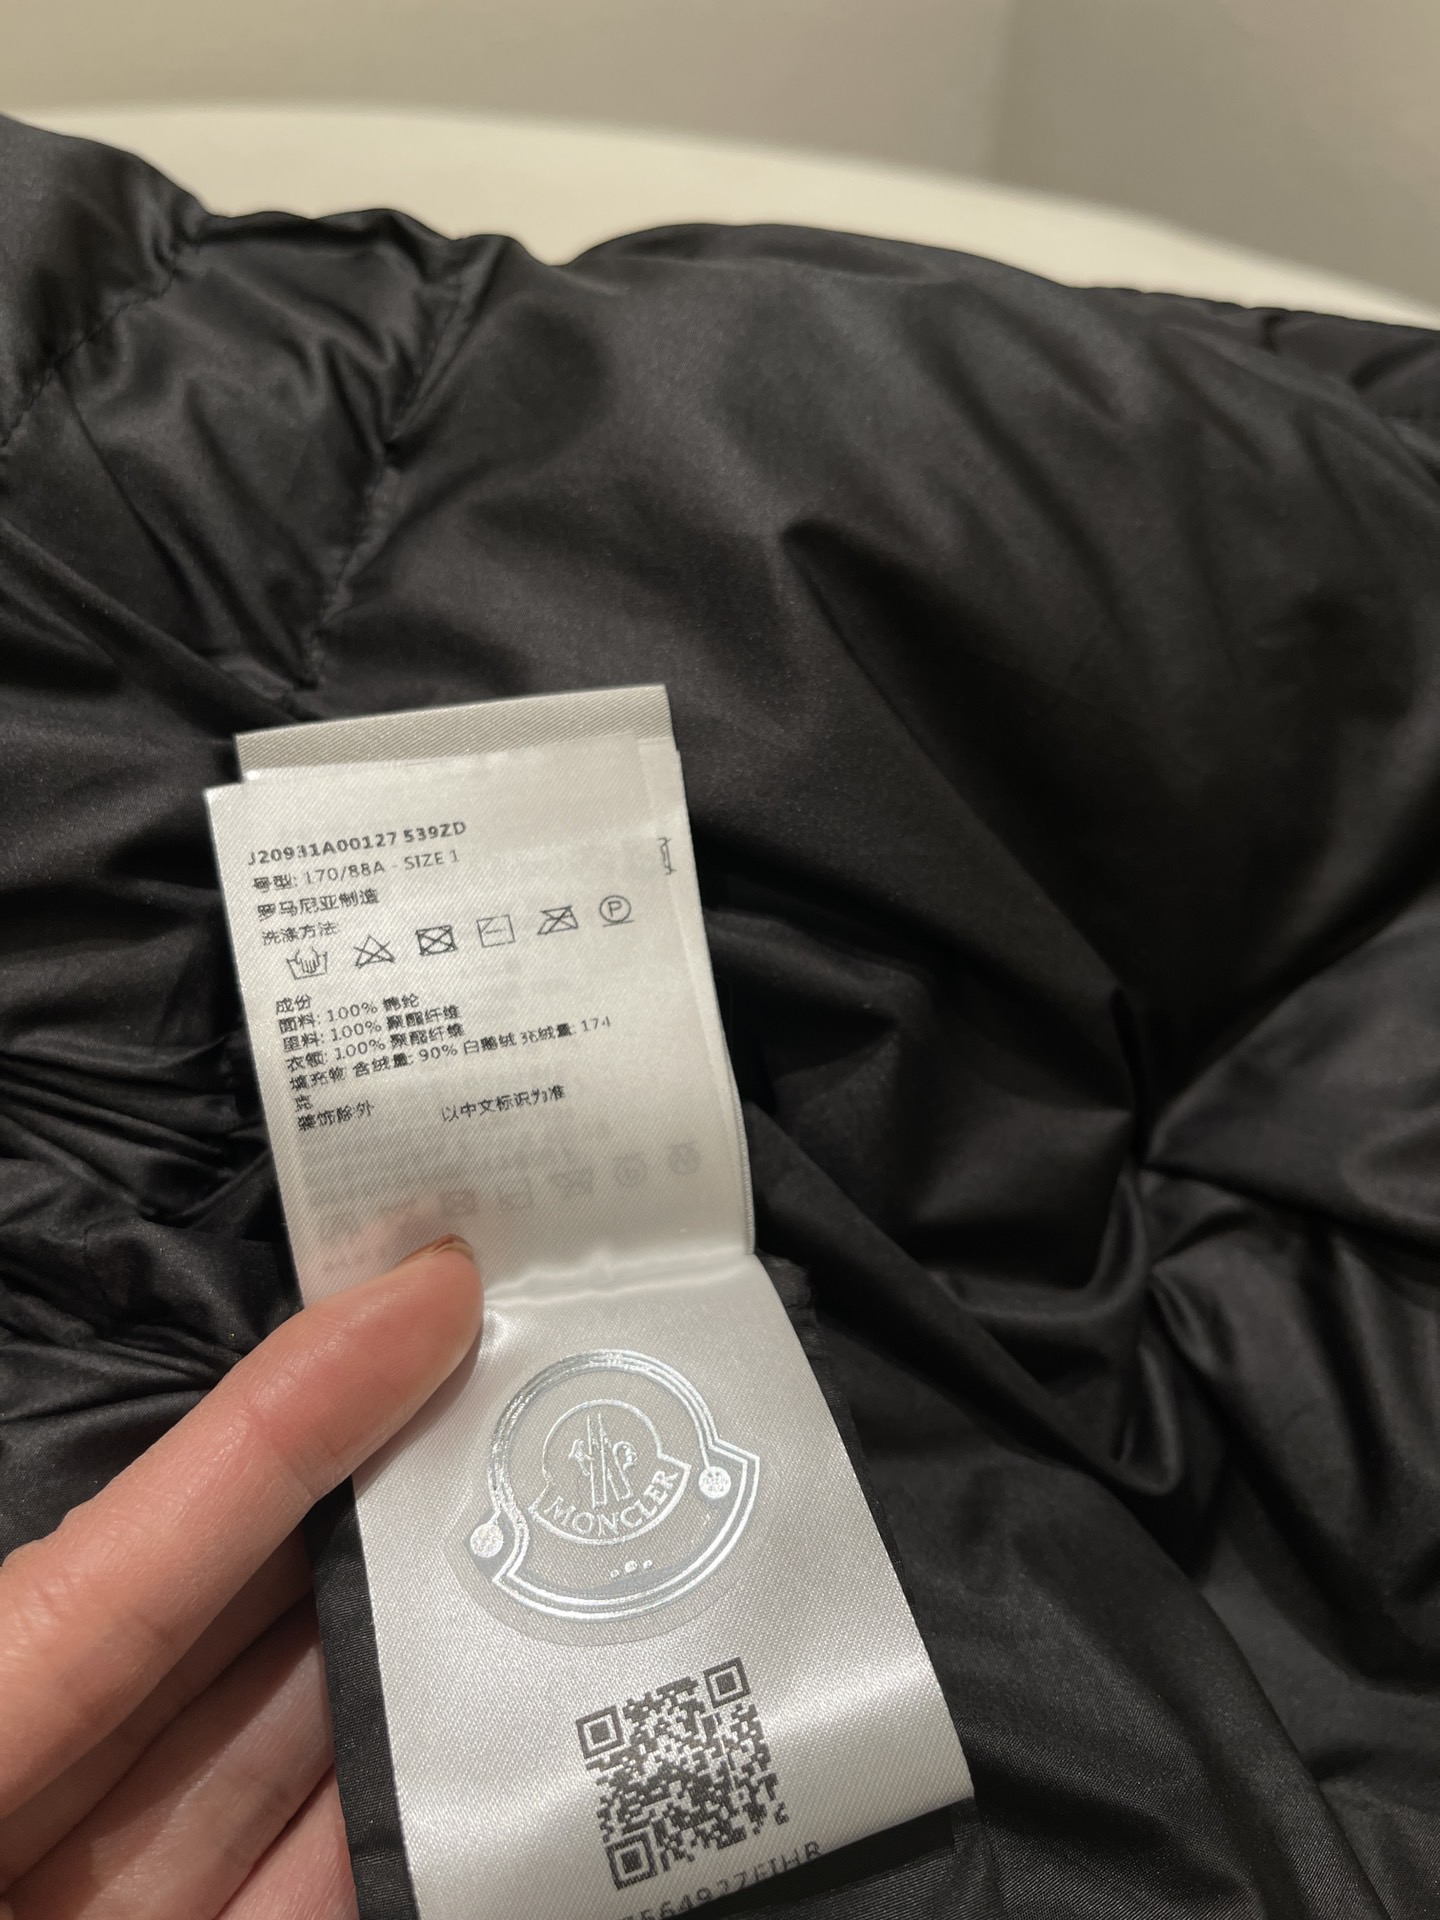 J20931A00127 539ZD
号型: 170/88A - SIZE 1
罗马尼亚制造
洗涤方法:
P
成份
面料: 100% 锦纶
里料: 100% 聚酯纤维
衣领: 100% 聚酯纤维
填充物 含绒量: 90% 白鹅绒 充绒量: 174
克
装饰除外 以中文标识为准
MONCLER